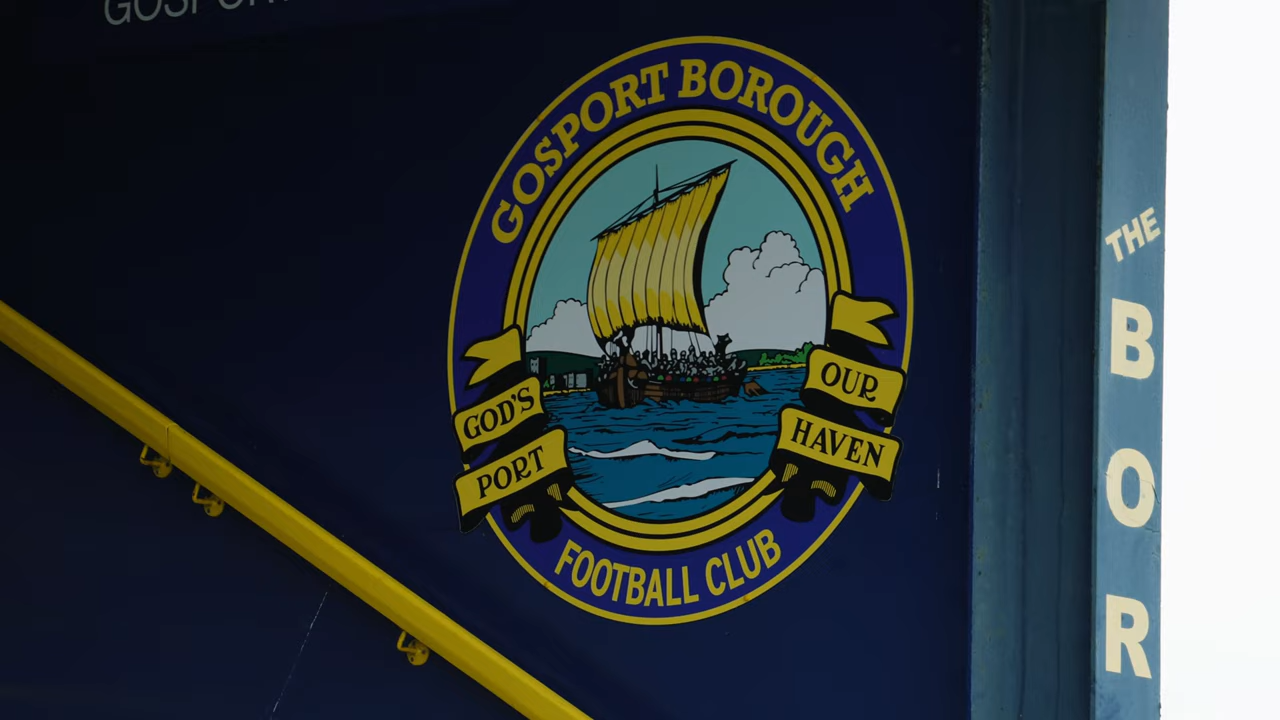 GOSPORT BOROUGH
GOD'S
PORT
OUR
HAVEN
FOOTBALL CLUB
THE
B
O
R